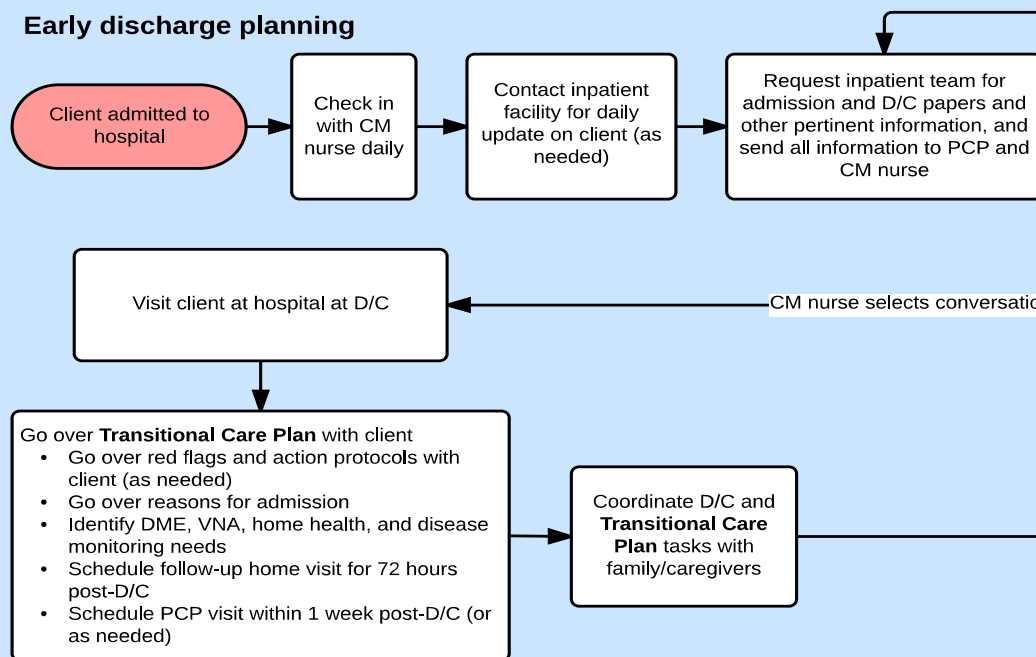 Early discharge planning
Client admitted to
hospital
Check in
with CM
nurse daily
Contact inpatient
facility for daily
update on client (as
needed)
Request inpatient team for
admission and D/C papers and
other pertinent information, and
send all information to PCP and
CM nurse
Visit client at hospital at D/C
CM nurse selects conversatio
Go over Transitional Care Plan with client
• Go over red flags and action protocols with
client (as needed)
• Go over reasons for admission
• Identify DME, VNA, home health, and disease
monitoring needs
• Schedule follow-up home visit for 72 hours
post-D/C
• Schedule PCP visit within 1 week post-D/C (or
as needed)
Coordinate D/C and
Transitional Care
Plan tasks with
family/caregivers